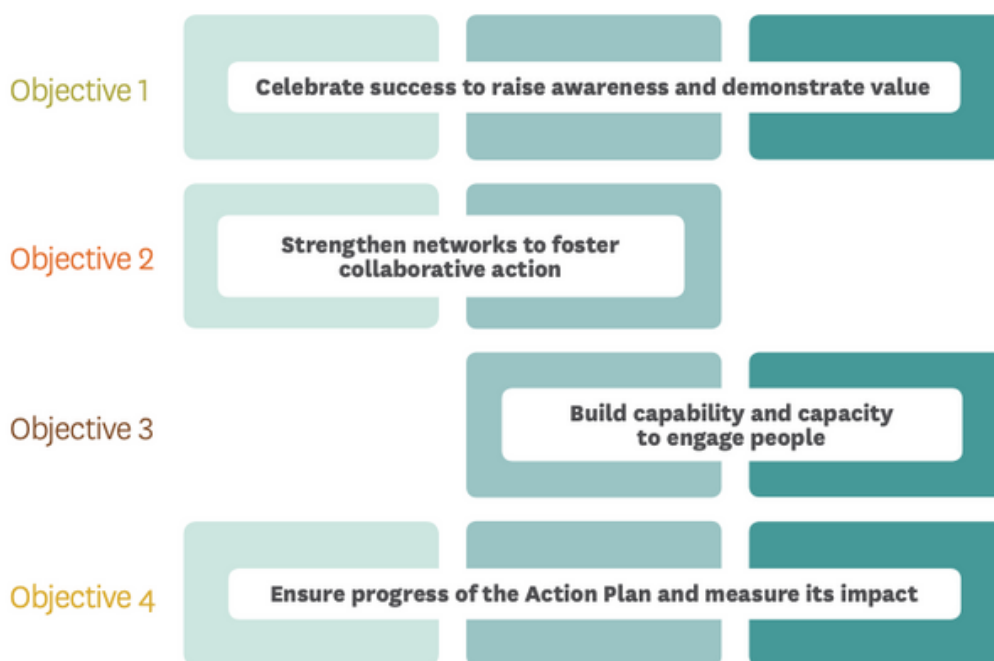 Objective 1
Celebrate success to raise awareness and demonstrate value
Objective 2
Strengthen networks to foster
collaborative action
Objective 3
Build capability and capacity
to engage people
Objective 4
Ensure progress of the Action Plan and measure its impact